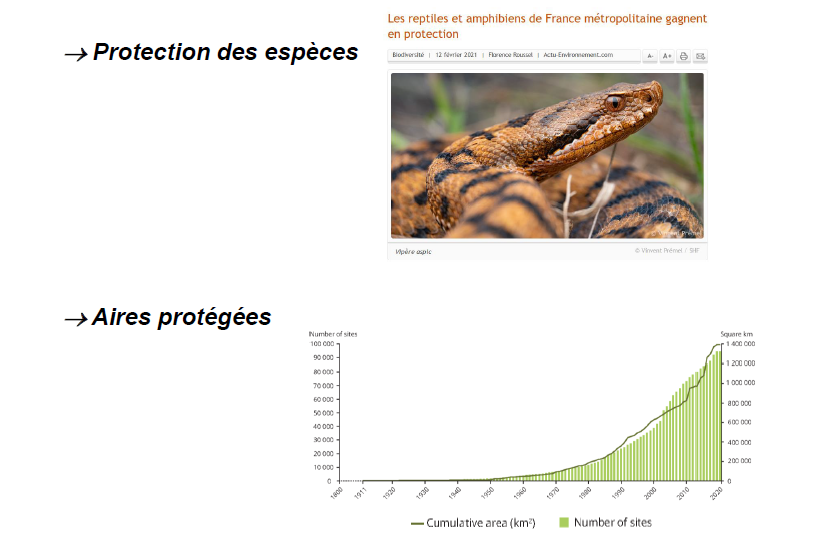 Les reptiles et amphibiens de France métropolitaine gagnent
en protection
→ Protection des espèces
Biodiversité | 12 février 2021 | Florence Roussel | Actu-Environnement.com
A- A+
© Vincent Prémel
Vipère aspic
© Vincent Prémel / SHF
→ Aires protégées
Number of sites
Square km
100 000
90 000
80 000
70 000
60 000
50 000
40 000
30 000
20 000
10 000
0
1 400 000
1 200 000
1 000 000
800 000
600 000
400 000
200 000
0
1800 1911 1920 1930 1940 1950 1960 1970 1980 1990 2000 2010 2020
Cumulative area (km²) Number of sites